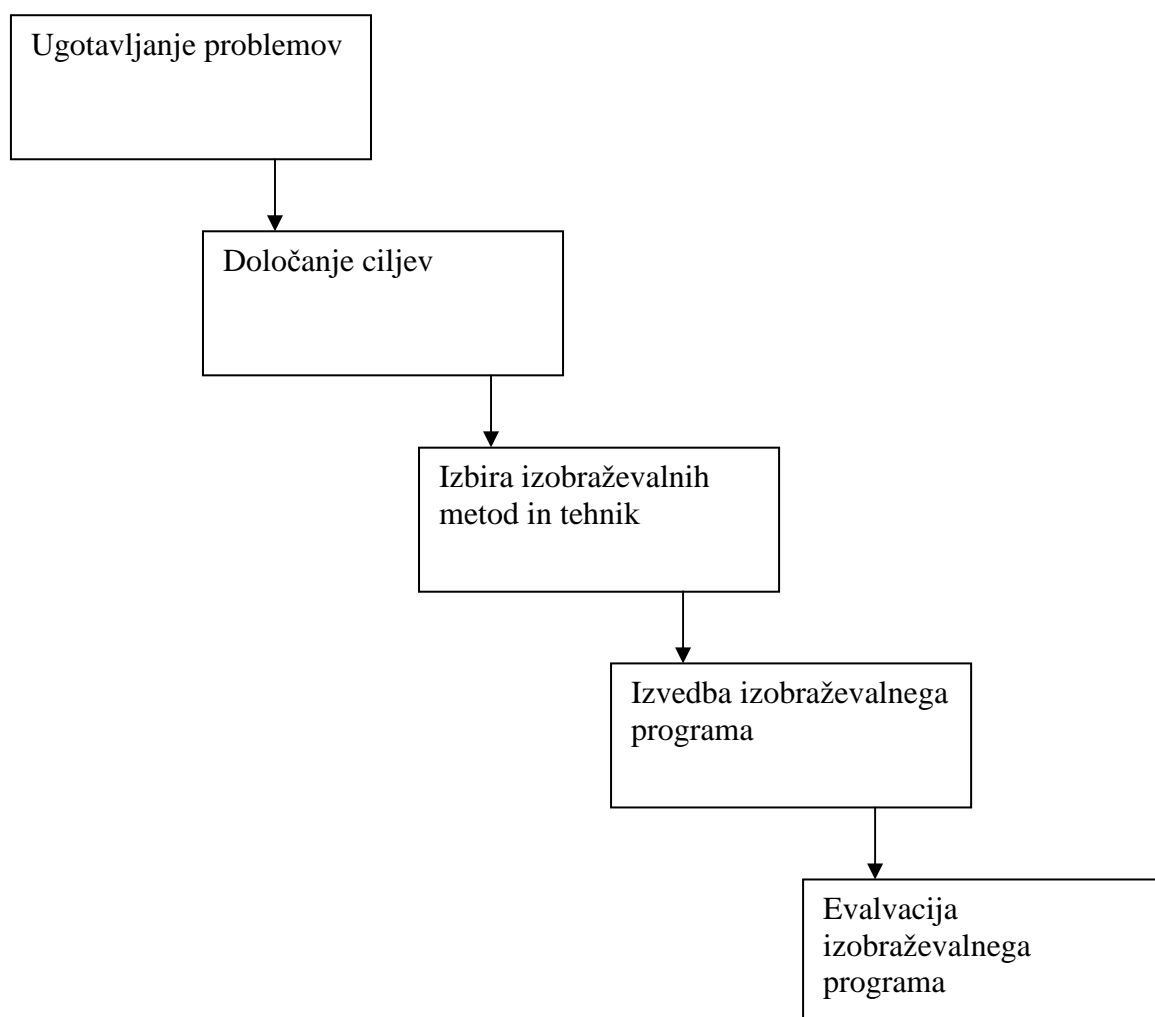 Ugotavljanje problemov
Določanje ciljev
Izbira izobraževalnih
metod in tehnik
Izvedba izobraževalnega
programa
Evalvacija
izobraževalnega
programa